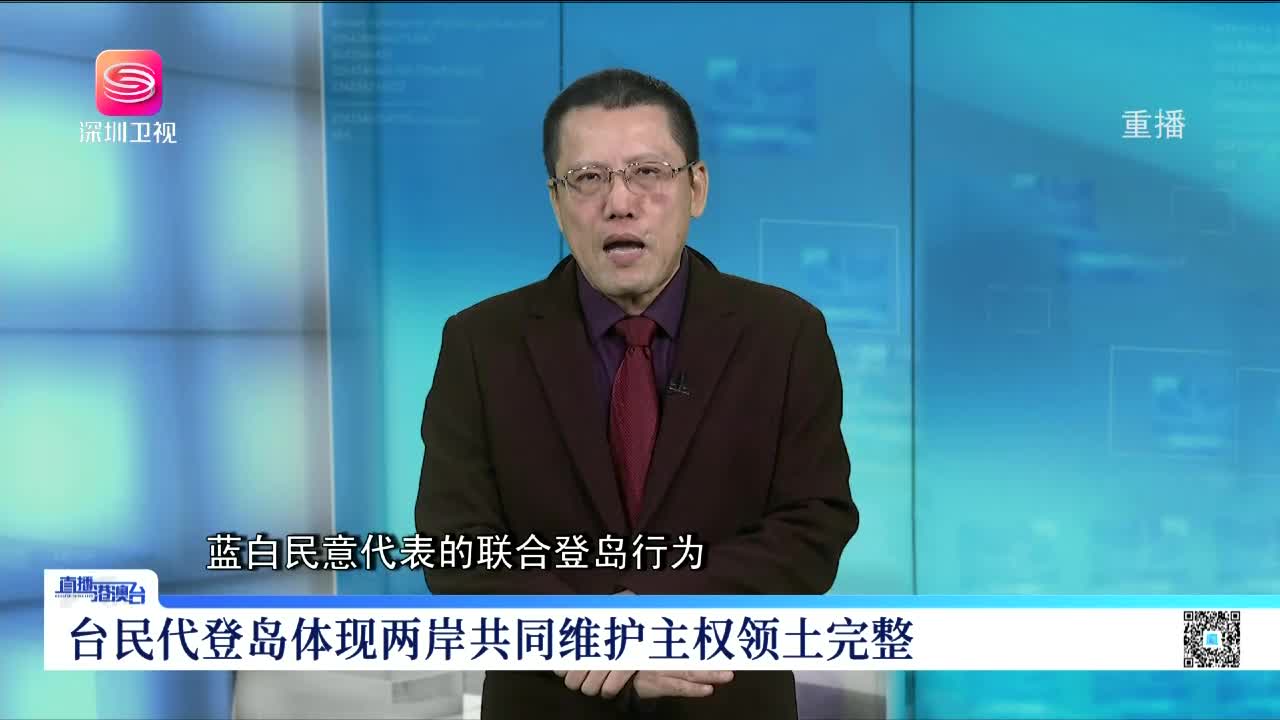 深圳卫视
重播
蓝白民意代表的联合登岛行为
直播港澳台
台民代登岛体现两岸共同维护主权领土完整